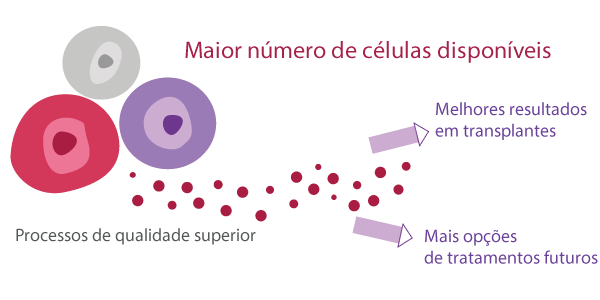 Maior número de células disponíveis
Melhores resultados
em transplantes
Processos de qualidade superior
Mais opções
de tratamentos futuros